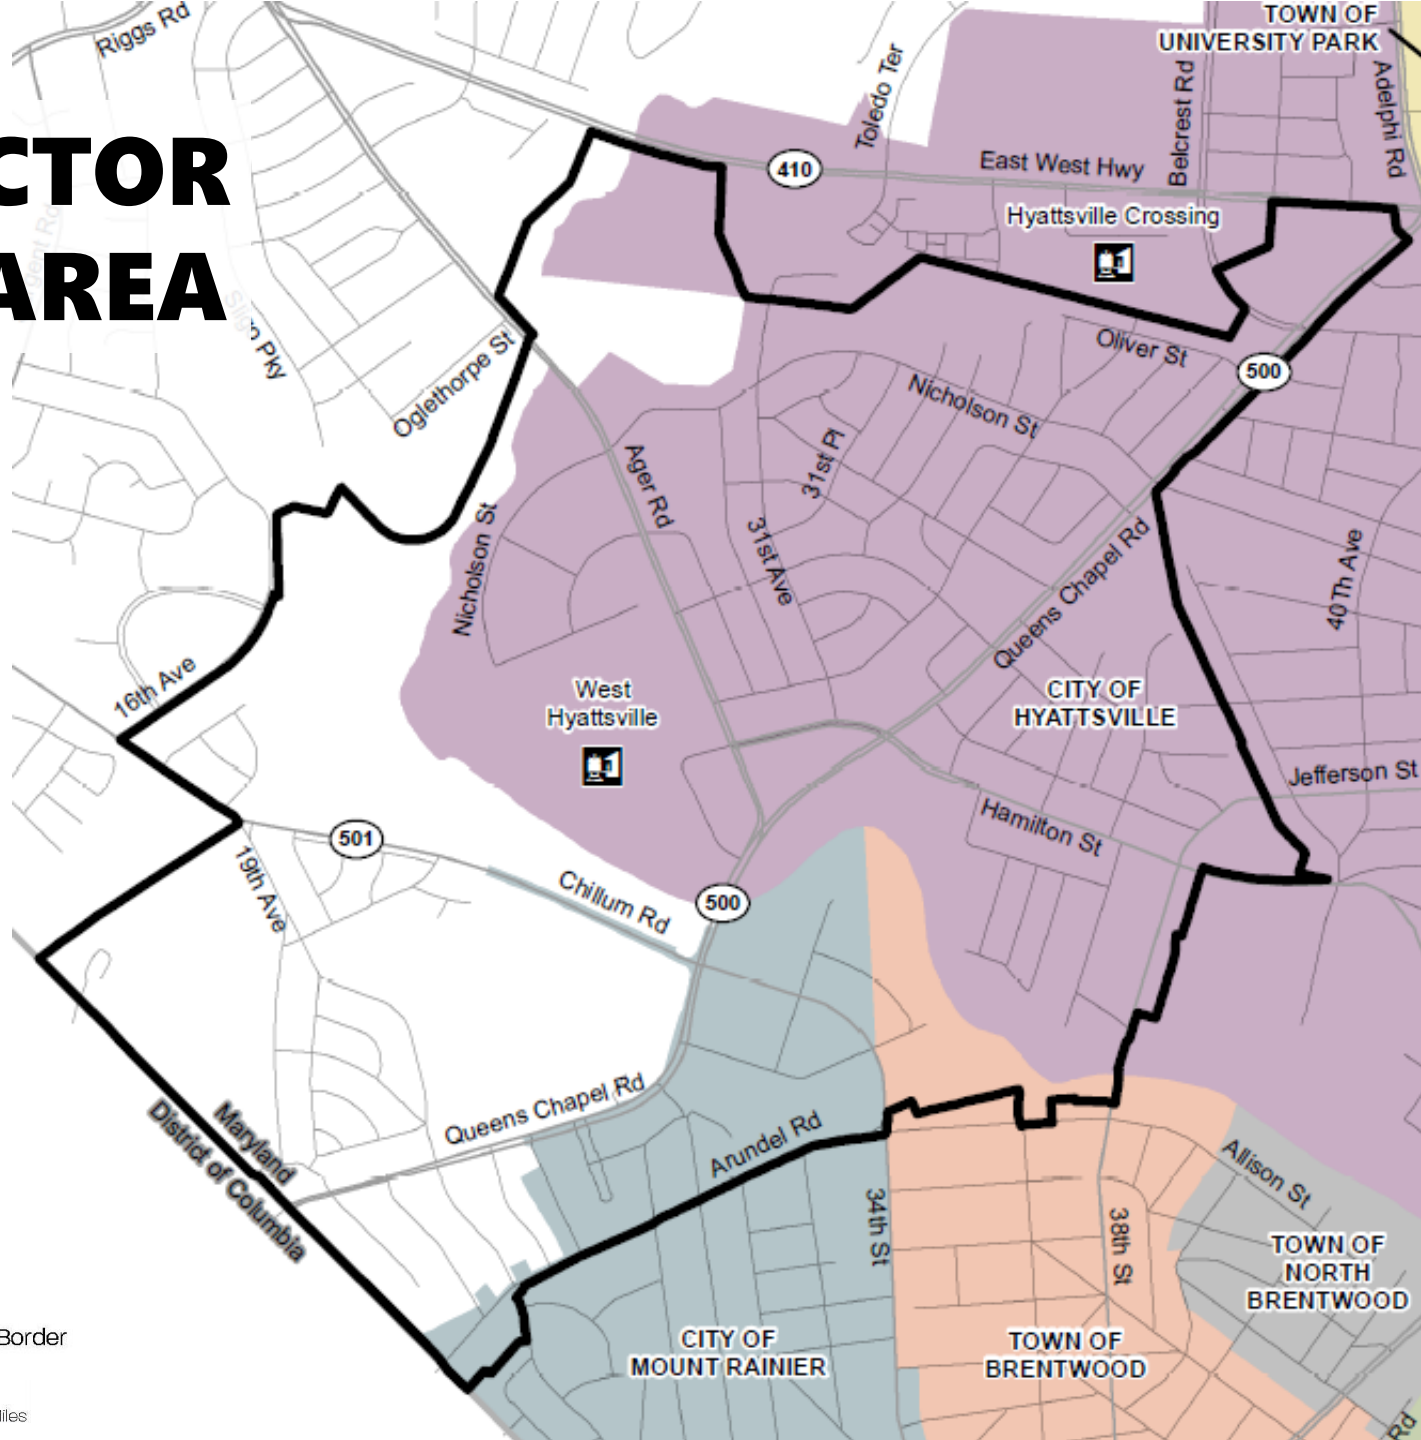 TOWN OF
UNIVERSITY PARK
Riggs Rd
Toledo Ter
Belcrest Rd
Adelphi Rd
CTOR
AREA
410
East West Hwy
Hyattsville Crossing
Pky
Oglethorpe St
Oliver St
500
Nicholson St
Ager Rd
31st Pl
31st Ave
Nicholson St
Queens Chapel Rd
40Th Ave
16th Ave
West
Hyattsville
CITY OF
HYATTSVILLE
Jefferson St
Hamilton St
501
19th Ave
Chillum Rd
500
Queens Chapel Rd
Maryland
District of Columbia
Arundel Rd
34th St
38th St
Allison St
TOWN OF
NORTH
BRENTWOOD
CITY OF
MOUNT RAINIER
TOWN OF
BRENTWOOD
Border
Miles
Rd